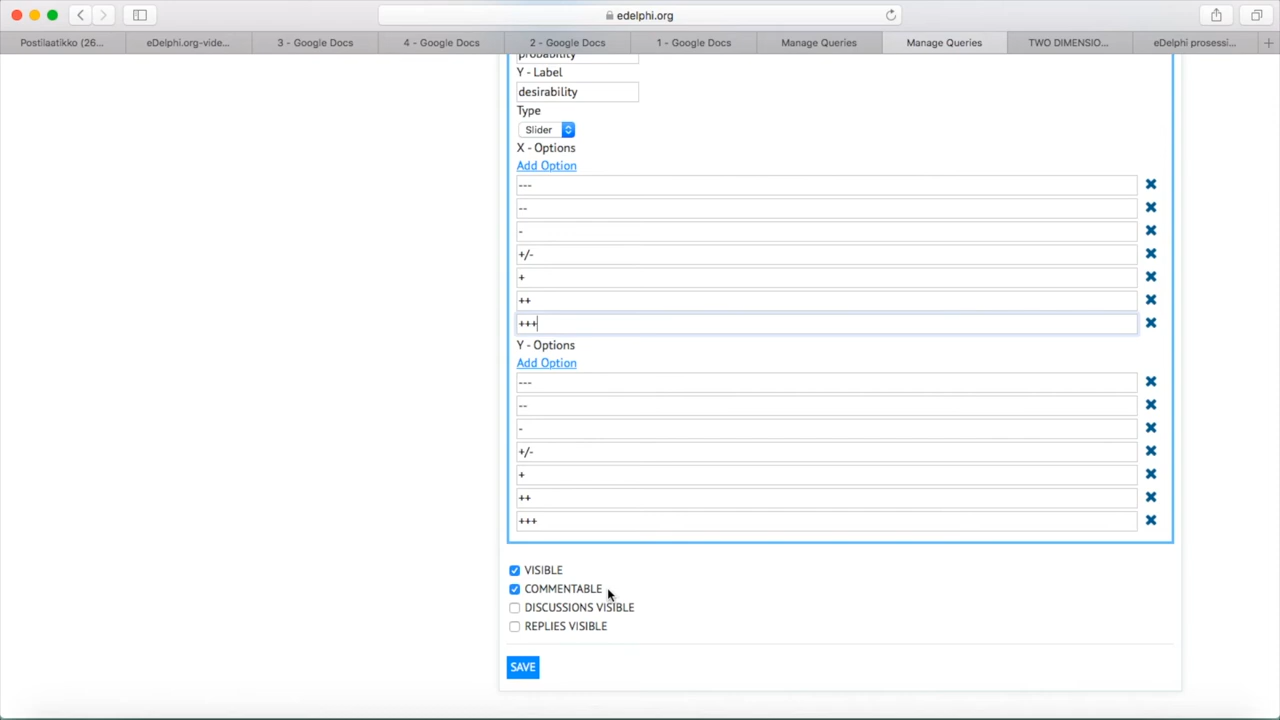 edelphi.org
Postilaatikko (26...
eDelphi.org-vide...
3 - Google Docs
4 - Google Docs
2 - Google Docs
1 - Google Docs
Manage Queries
Manage Queries
TWO DIMENSIO...
eDelphi prosessi...
probability
Y - Label
desirability
Type
Slider
X - Options
Add Option
---
--
-
+/-
+
++
+++
Y - Options
Add Option
---
--
-
+/-
+
++
+++
VISIBLE
COMMENTABLE
DISCUSSIONS VISIBLE
REPLIES VISIBLE
SAVE